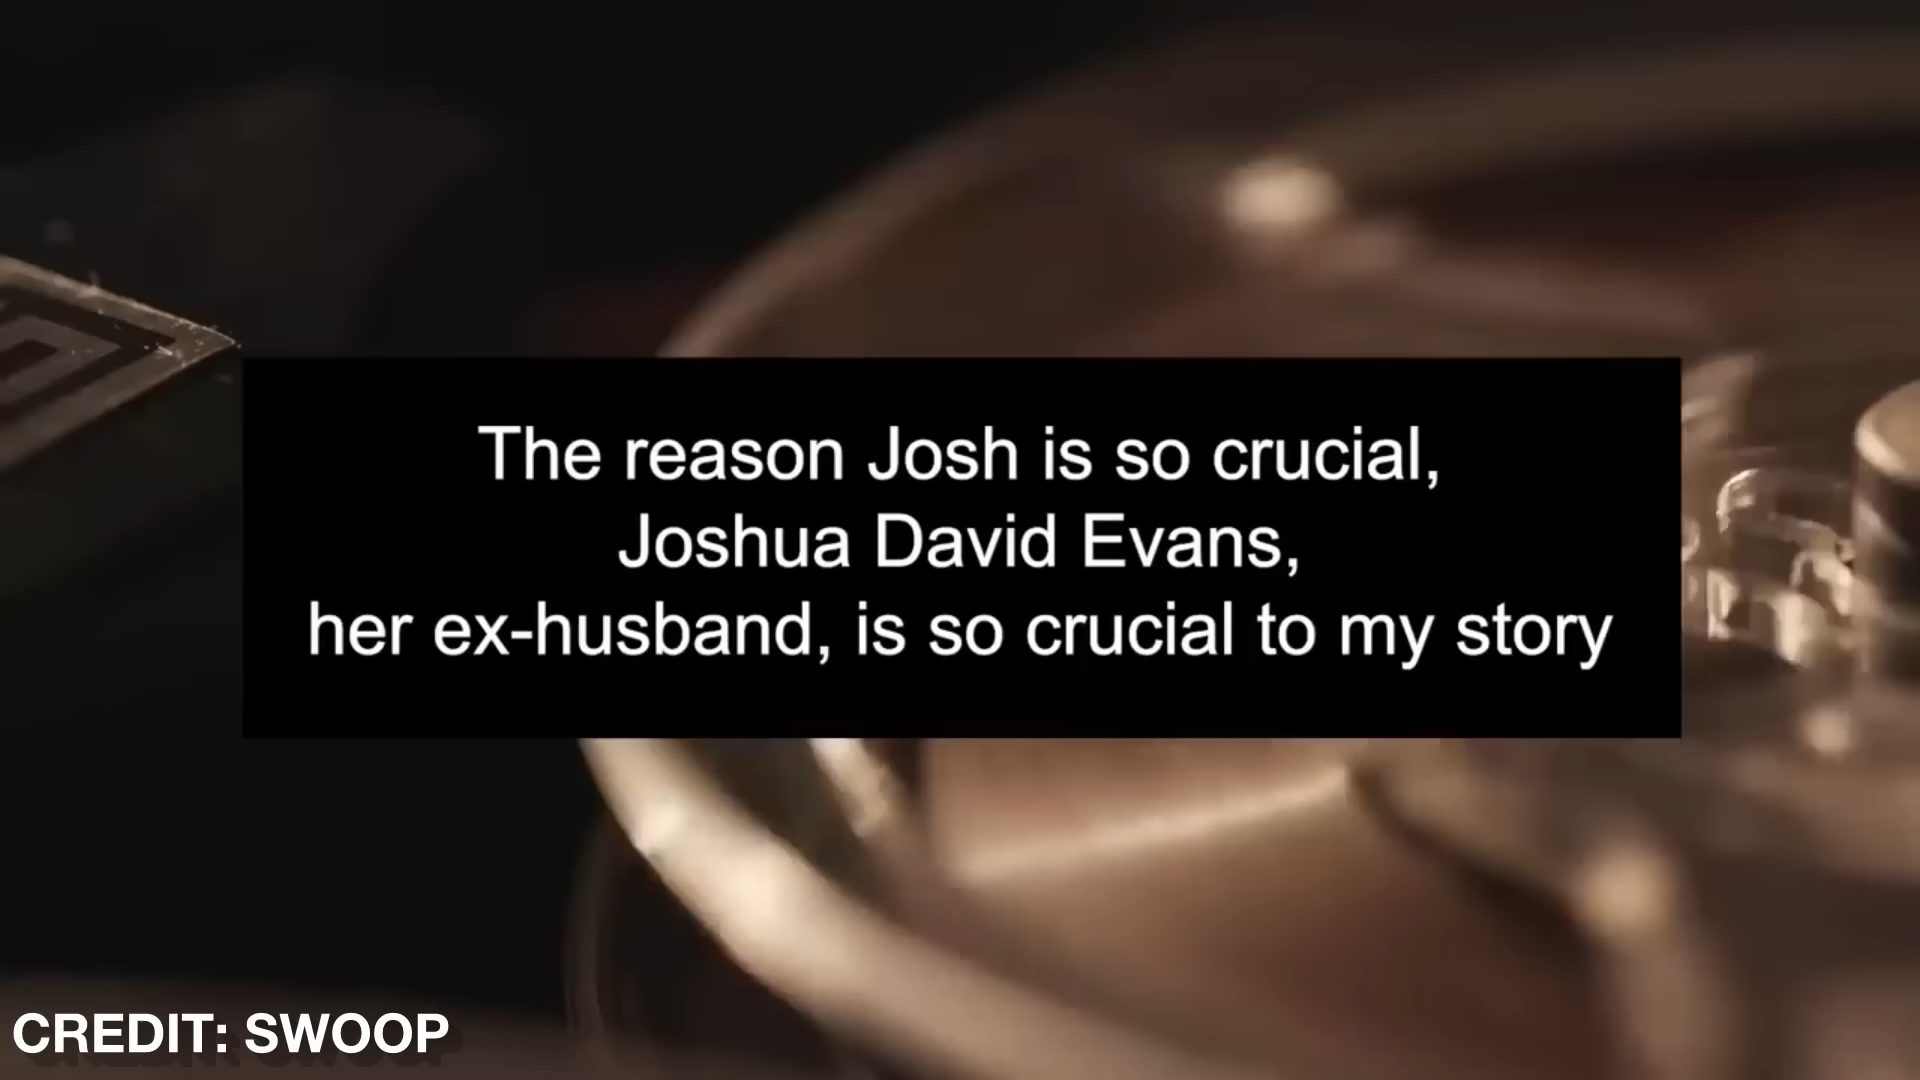 The reason Josh is so crucial,
Joshua David Evans,
her ex-husband, is so crucial to my story
CREDIT: SWOOP